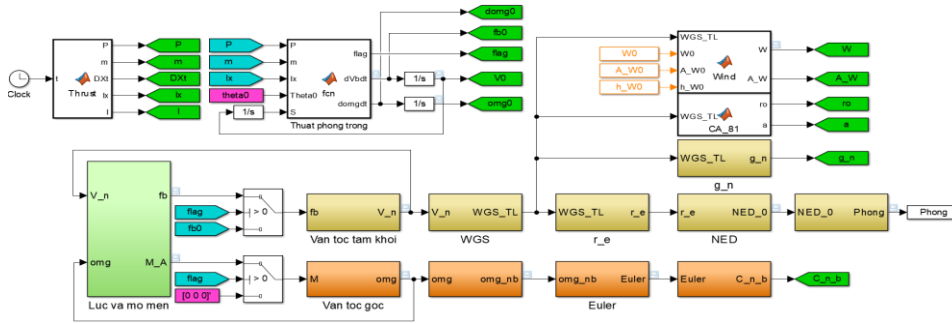 Clock
t
P
m
DXt
Ix
I
Thrust
P
m
DXt
Ix
I
P
m
Ix
theta0
1/s
P
m
Ix
Theta0
S
fcn
flag
dVbdt
domgdt
Thuât phong trong
1/s
1/s
domg0
fb0
flag
V0
omg0
W0
A_W0
h_W0
WGS_TL
W0
A_W0
h_W0
Wind
W
A_W
W
A_W
WGS_TL
CA_81
ro
a
ro
a
WGS_TL
g_n
g_n
g_n
V_n
fb
omg
M_A
Luc va mo men
flag
fb0
> 0
fb
V_n
Van toc tam khoi
V_n
WGS_TL
WGS
WGS_TL
r_e
r_e
r_e
NED_0
NED
NED_0
Phong
Phong
flag
[0 0 0]'
> 0
M
omg
Van toc goc
omg
omg_nb
omg_nb
Euler
Euler
Euler
C_n_b
C_n_b